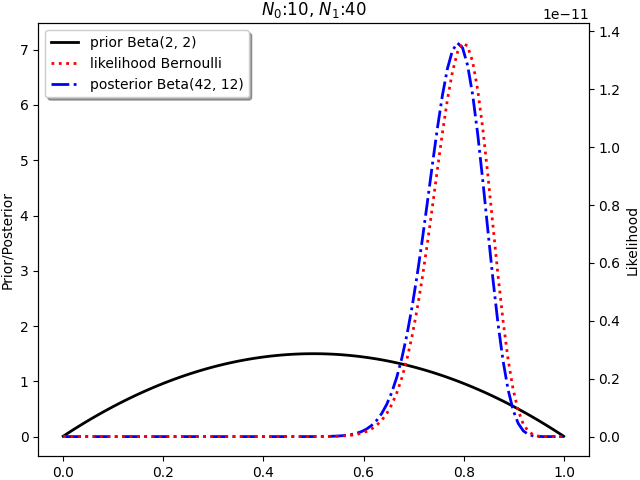 N₀:10, N₁:40
1e−11
prior Beta(2, 2)
likelihood Bernoulli
posterior Beta(42, 12)
Prior/Posterior
7
6
5
4
3
2
1
0
0.0 0.2 0.4 0.6 0.8 1.0
1.4
1.2
1.0
0.8
0.6
0.4
0.2
0.0
Likelihood